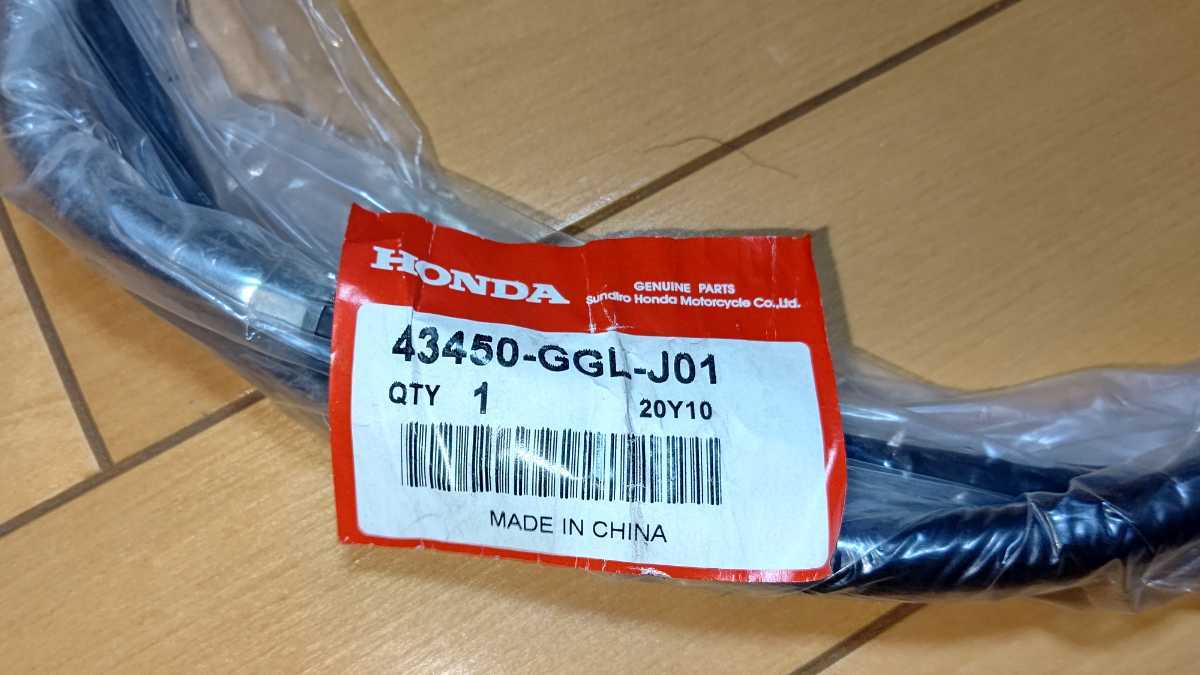 HONDA
GENUINE PARTS
Sundiro Honda Motorcycle Co.,Ltd.
43450-GGL-J01
QTY 1 20Y10
MADE IN CHINA